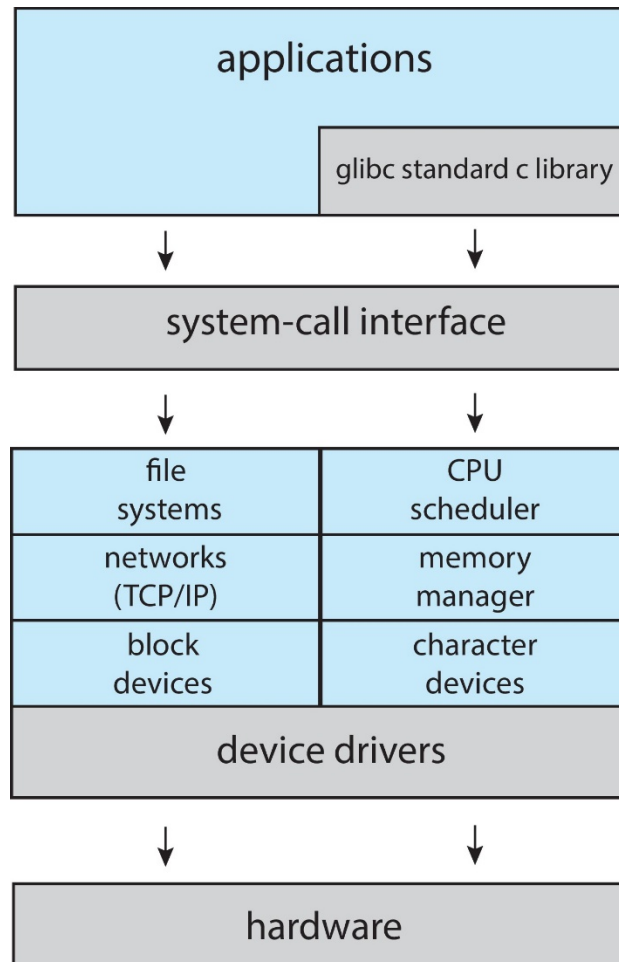 applications
glibc standard c library
system-call interface
file
systems
CPU
scheduler
networks
(TCP/IP)
memory
manager
block
devices
character
devices
device drivers
hardware